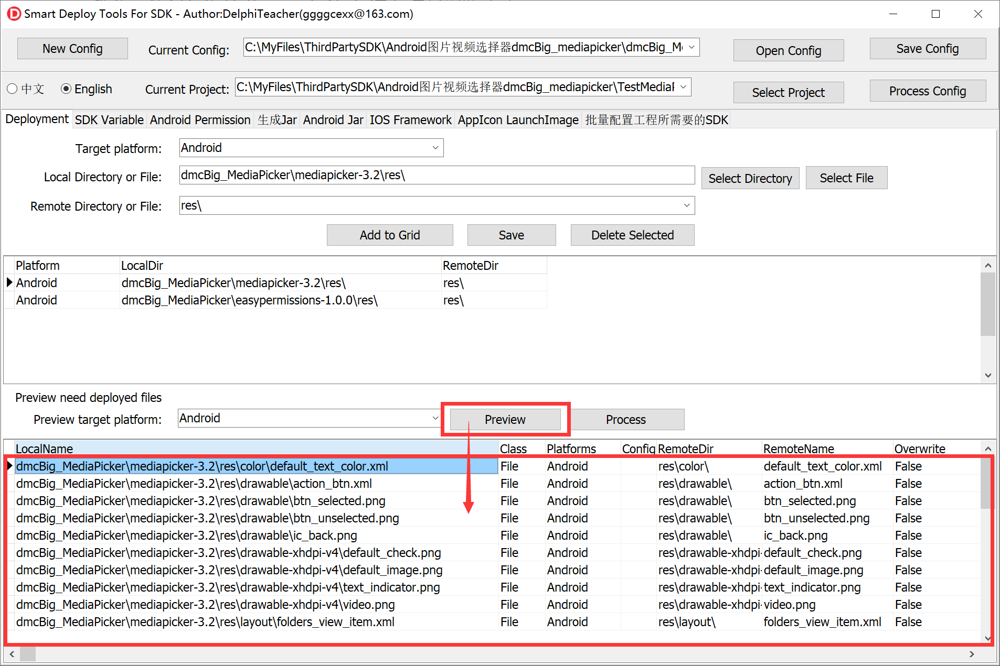 Smart Deploy Tools For SDK - Author:DelphiTeacher(ggggcexx@163.com)
New Config
Current Config:
C:\MyFiles\ThirdPartySDK\Android图片视频选择器dmcBig_mediapicker\dmcBig_M
Open Config
Save Config
中文
English
Current Project:
C:\MyFiles\ThirdPartySDK\Android图片视频选择器dmcBig_mediapicker\TestMedia
Select Project
Process Config
Deployment SDK Variable Android Permission 生成Jar Android Jar IOS Framework AppIcon LaunchImage 批量配置工程所需要的SDK
Target platform: Android
Local Directory or File: dmcBig_MediaPicker\mediapicker-3.2\res\ Select Directory Select File
Remote Directory or File: res\
Add to Grid Save Delete Selected
Platform LocalDir RemoteDir
Android dmcBig_MediaPicker\mediapicker-3.2\res\ res\
Android dmcBig_MediaPicker\easypermissions-1.0.0\res\ res\
Preview need deployed files
Preview target platform: Android Preview Process
LocalName Class Platforms Config RemoteDir RemoteName Overwrite
dmcBig_MediaPicker\mediapicker-3.2\res\color\default_text_color.xml File Android res\color\ default_text_color.xml False
dmcBig_MediaPicker\mediapicker-3.2\res\drawable\action_btn.xml File Android res\drawable\ action_btn.xml False
dmcBig_MediaPicker\mediapicker-3.2\res\drawable\btn_selected.png File Android res\drawable\ btn_selected.png False
dmcBig_MediaPicker\mediapicker-3.2\res\drawable\btn_unselected.png File Android res\drawable\ btn_unselected.png False
dmcBig_MediaPicker\mediapicker-3.2\res\drawable\ic_back.png File Android res\drawable\ ic_back.png False
dmcBig_MediaPicker\mediapicker-3.2\res\drawable-xhdpi-v4\default_check.png File Android res\drawable-xhdpi- default_check.png False
dmcBig_MediaPicker\mediapicker-3.2\res\drawable-xhdpi-v4\default_image.png File Android res\drawable-xhdpi- default_image.png False
dmcBig_MediaPicker\mediapicker-3.2\res\drawable-xhdpi-v4\text_indicator.png File Android res\drawable-xhdpi- text_indicator.png False
dmcBig_MediaPicker\mediapicker-3.2\res\drawable-xhdpi-v4\video.png File Android res\drawable-xhdpi- video.png False
dmcBig_MediaPicker\mediapicker-3.2\res\layout\folders_view_item.xml File Android res\layout\ folders_view_item.xml False